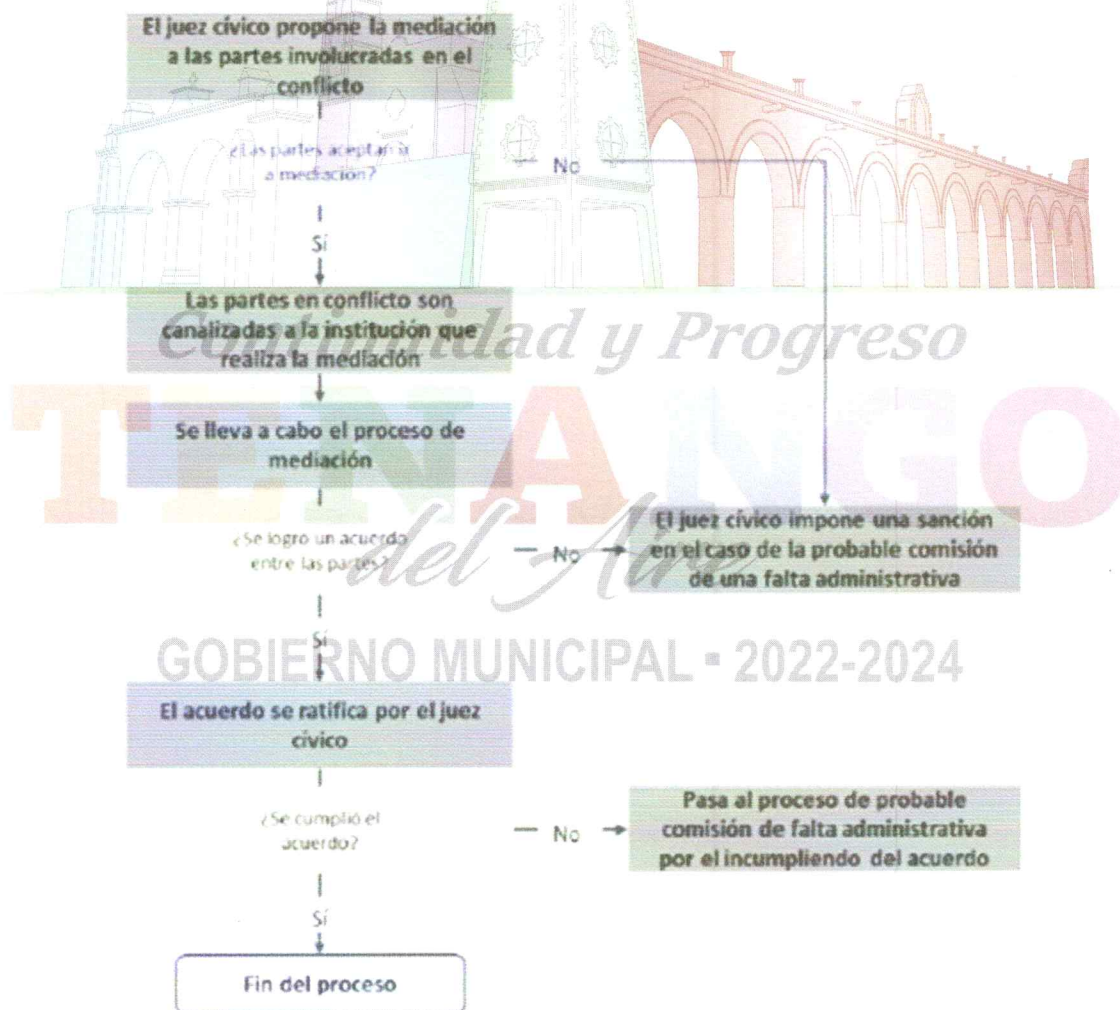 El juez cívico propone la mediación
a las partes involucradas en el
conflicto
¿Las partes aceptan ir
a mediación?
No
Sí
Las partes en conflicto son
canalizadas a la institución que
realiza la mediación
Continuidad y Progreso
TENANGO
Se lleva a cabo el proceso de
mediación
del Aire
¿Se logro un acuerdo
entre las partes?
No
El juez cívico impone una sanción
en el caso de la probable comisión
de una falta administrativa
Sí
GOBIERNO MUNICIPAL ▪ 2022-2024
El acuerdo se ratifica por el juez
cívico
¿Se cumplió el
acuerdo?
No
Pasa al proceso de probable
comisión de falta administrativa
por el incumpliendo del acuerdo
Sí
Fin del proceso